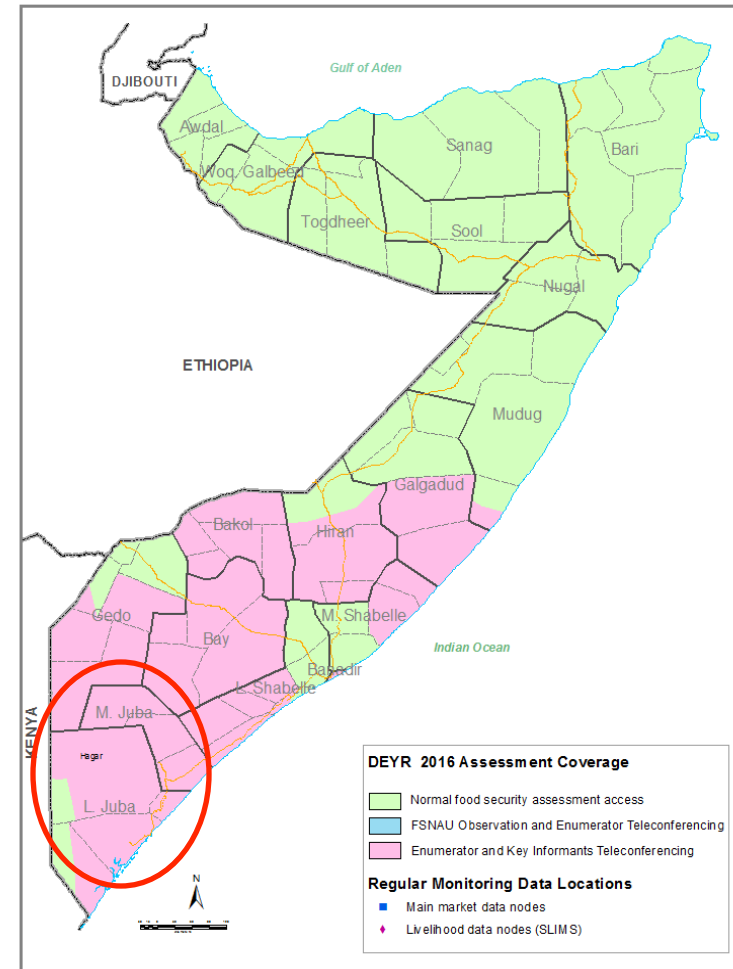 Gulf of Aden
DJIBOUTI
Awdal
Sanag
Bari
Woq. Galbeed
Togdheer
Sool
Nugal
ETHIOPIA
Mudug
Galgadud
Bakol
Hiran
Gedo
M. Shabelle
Bay
Indian Ocean
Banadir
L. Shabelle
M. Juba
KENYA
Hagar
L. Juba
N
DEYR 2016 Assessment Coverage
Normal food security assessment access
FSNAU Observation and Enumerator Teleconferencing
Enumerator and Key Informants Teleconferencing
Regular Monitoring Data Locations
Main market data nodes
Livelihood data nodes (SLIMS)